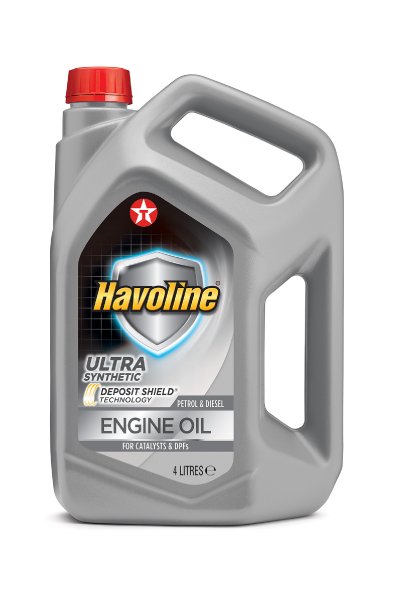 Havoline®
ULTRA
SYNTHETIC
DEPOSIT SHIELD®
TECHNOLOGY
PETROL & DIESEL
ENGINE OIL
FOR CATALYSTS & DPFs
4 LITRES ℮